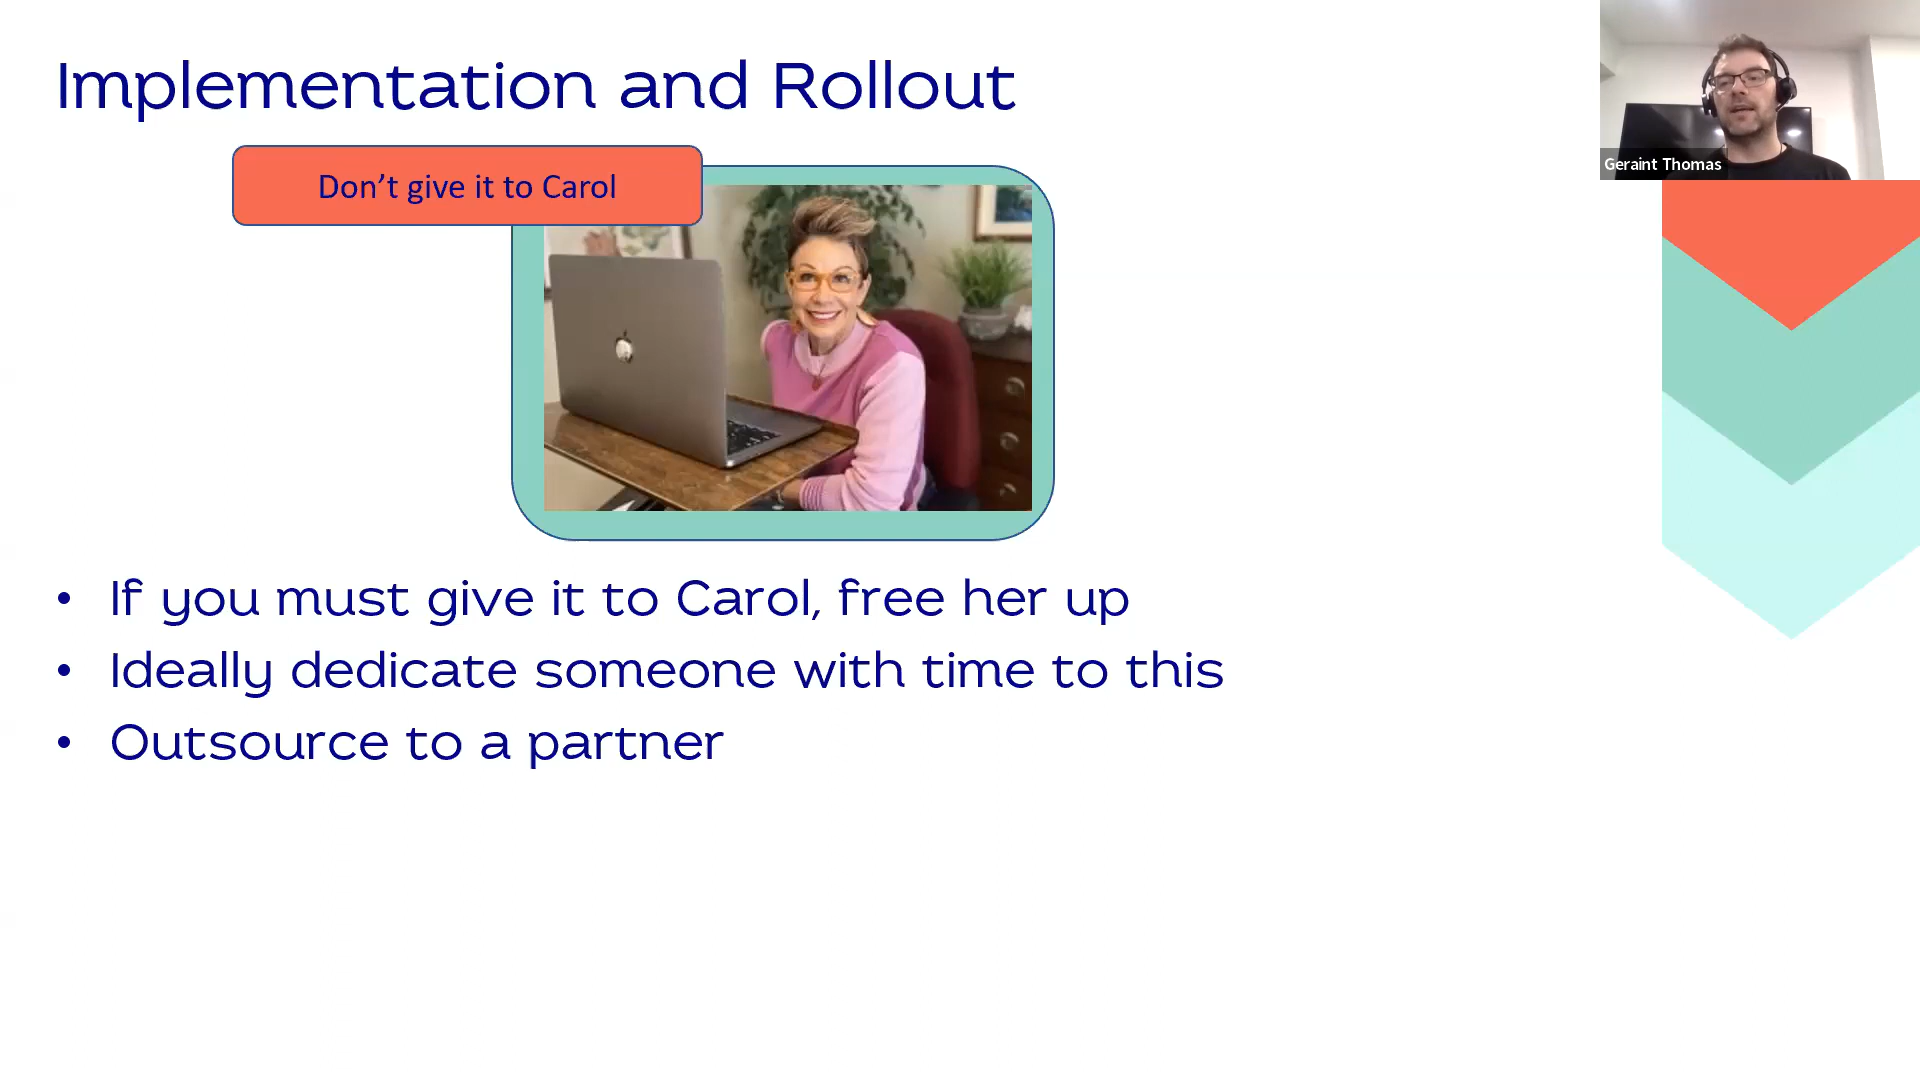 Implementation and Rollout
Don’t give it to Carol
Geraint Thomas
• If you must give it to Carol, free her up
• Ideally dedicate someone with time to this
• Outsource to a partner